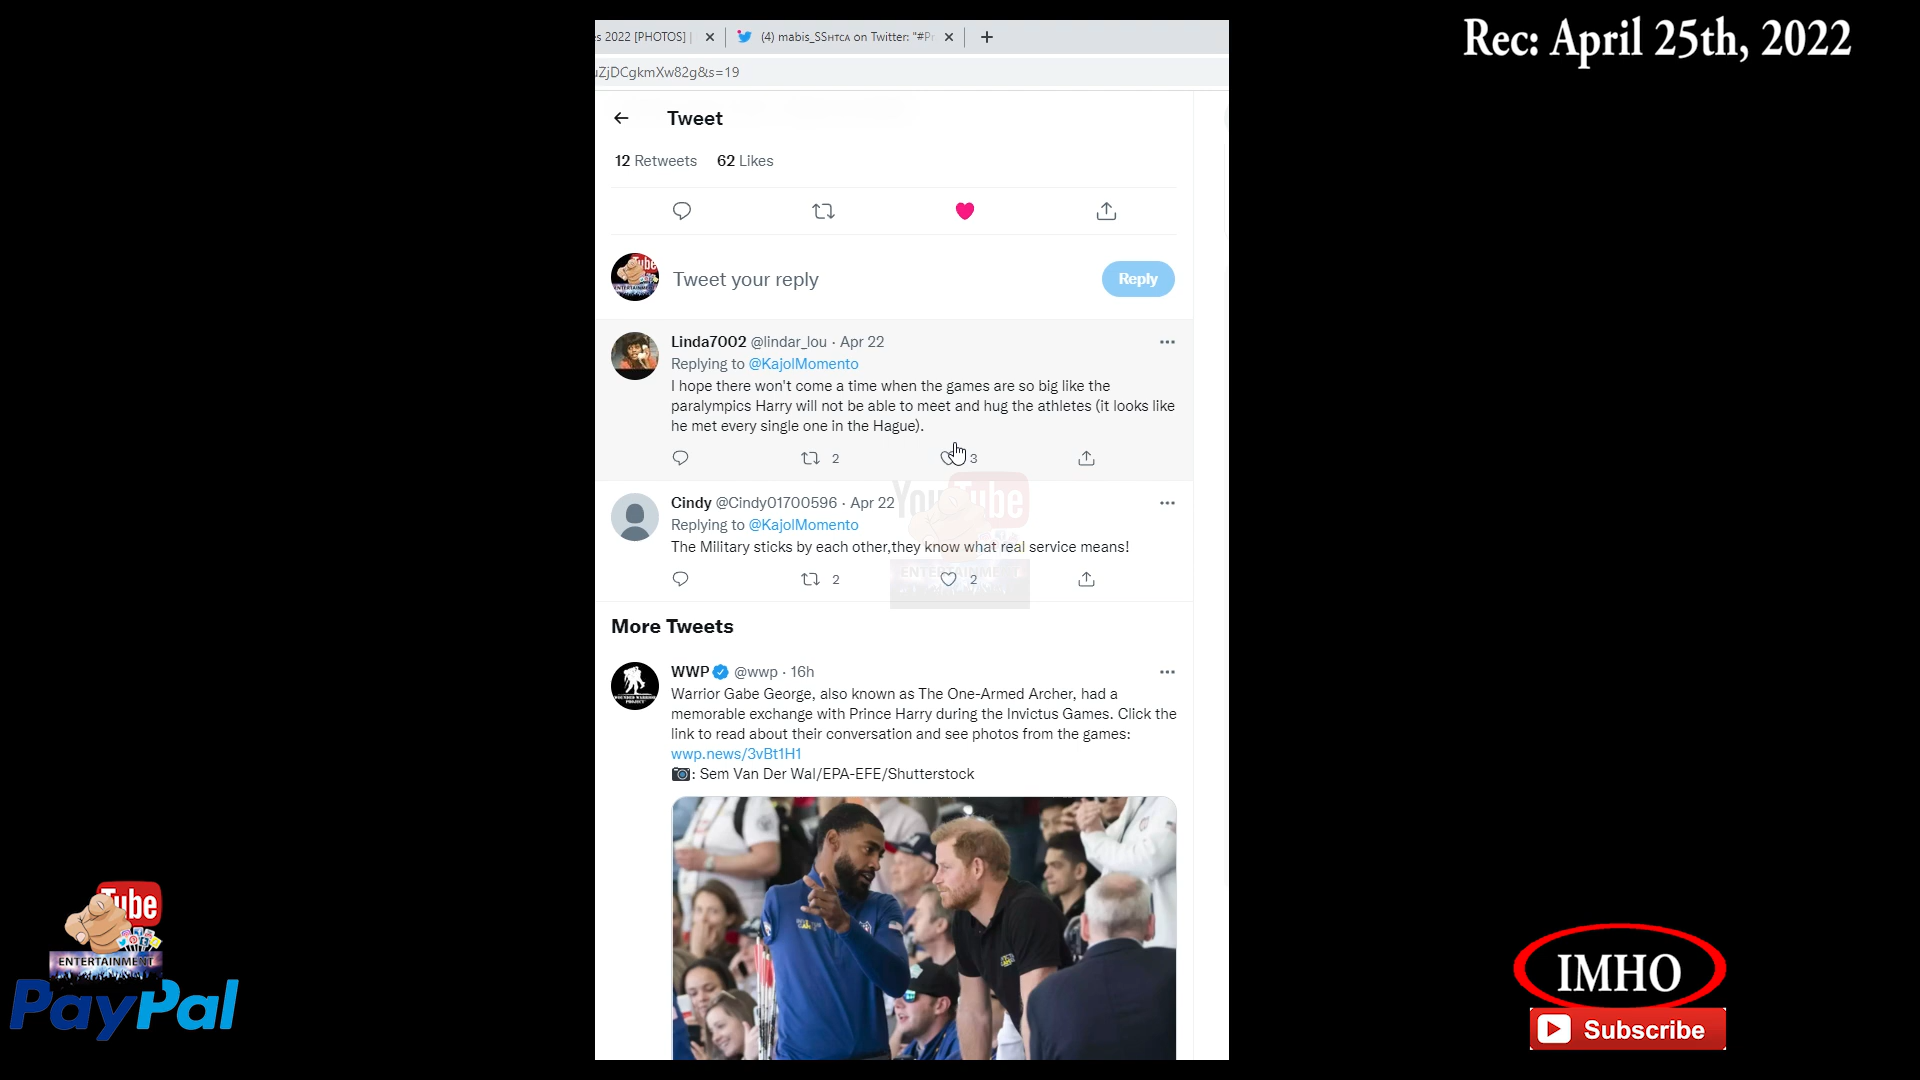 Rec: April 25th, 2022
s 2022 [PHOTOS] |
(4) mabis_SSHTCA on Twitter: "#Pr
ZjDCgkmXw82g&s=19
Tweet
12 Retweets 62 Likes
Tweet your reply
Reply
Linda7002 @lindar_lou · Apr 22
Replying to @KajolMomento
I hope there won't come a time when the games are so big like the
paralympics Harry will not be able to meet and hug the athletes (it looks like
he met every single one in the Hague).
2
3
YouTube
Cindy @Cindy01700596 · Apr 22
Replying to @KajolMomento
The Military sticks by each other,they know what real service means!
2
2
ENTERTAINMENT
More Tweets
WWP @wwp · 16h
Warrior Gabe George, also known as The One-Armed Archer, had a
memorable exchange with Prince Harry during the Invictus Games. Click the
link to read about their conversation and see photos from the games:
wwp.news/3vBt1H1
: Sem Van Der Wal/EPA-EFE/Shutterstock
Tube
ENTERTAINMENT
PayPal
IMHO
Subscribe